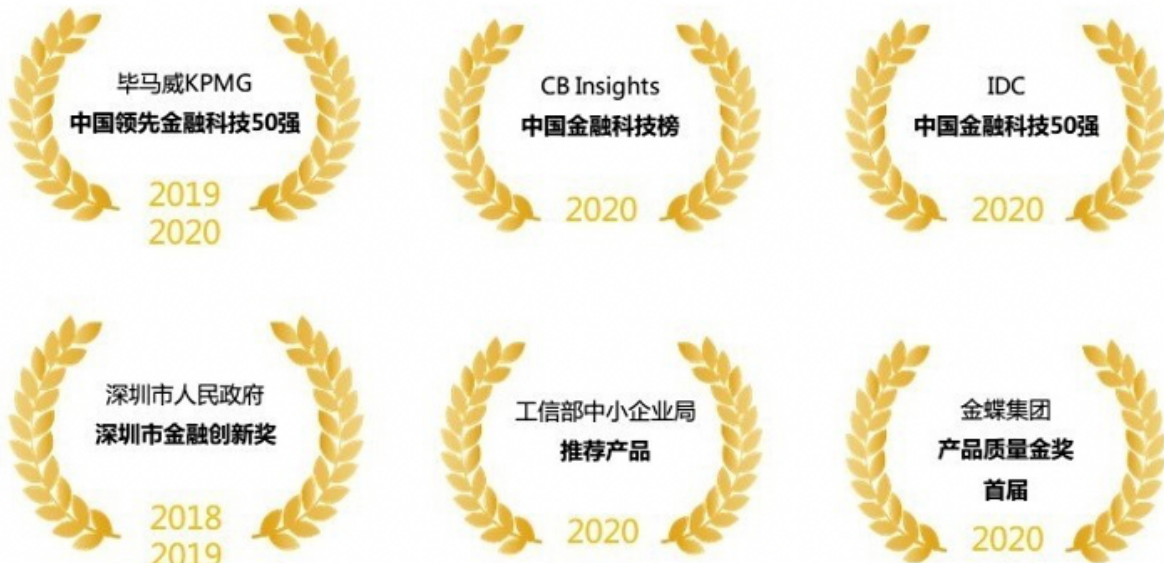 毕马威KPMG
中国领先金融科技50强
2019
2020
CB Insights
中国金融科技榜
2020
IDC
中国金融科技50强
2020
深圳市人民政府
深圳市金融创新奖
2018
2019
工信部中小企业局
推荐产品
2020
金蝶集团
产品质量金奖
首届
2020